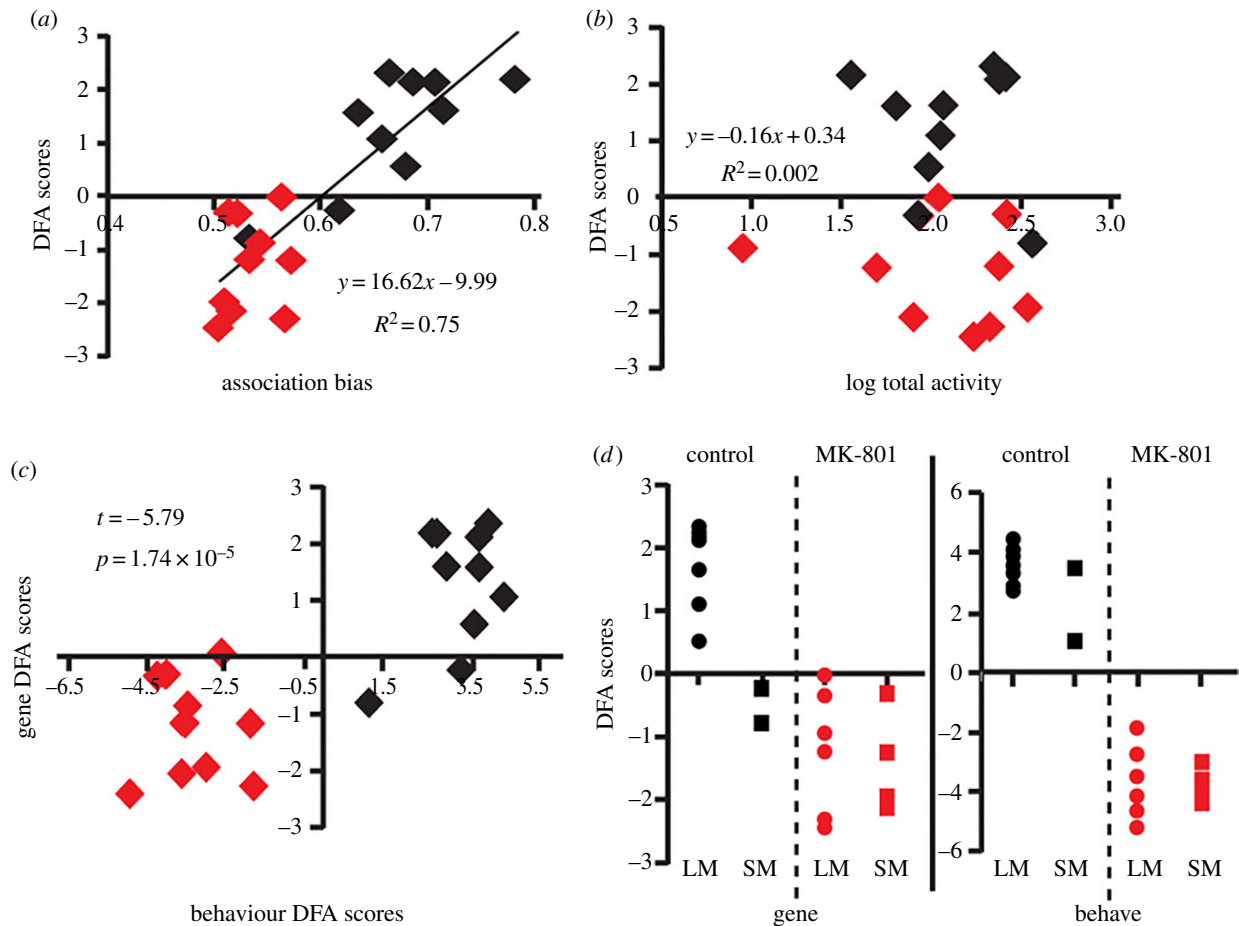 (a)
3
2
1
0
–1
–2
–3
DFA scores
0.4
0.5
0.6
0.7
0.8
y = 16.62x – 9.99
R² = 0.75
association bias
(b)
3
2
1
0
–1
–2
–3
DFA scores
0.5
1.0
1.5
2.0
2.5
3.0
y = –0.16x + 0.34
R² = 0.002
log total activity
(c)
t = –5.79
p = 1.74 × 10⁻⁵
gene DFA scores
3
2
1
0
–1
–2
–3
–6.5
–4.5
–2.5
–0.5
1.5
3.5
5.5
behaviour DFA scores
(d)
control
MK-801
control
MK-801
DFA scores
3
2
1
0
–1
–2
–3
6
4
2
0
–2
–4
–6
LM
SM
LM
SM
LM
SM
LM
SM
gene
behave